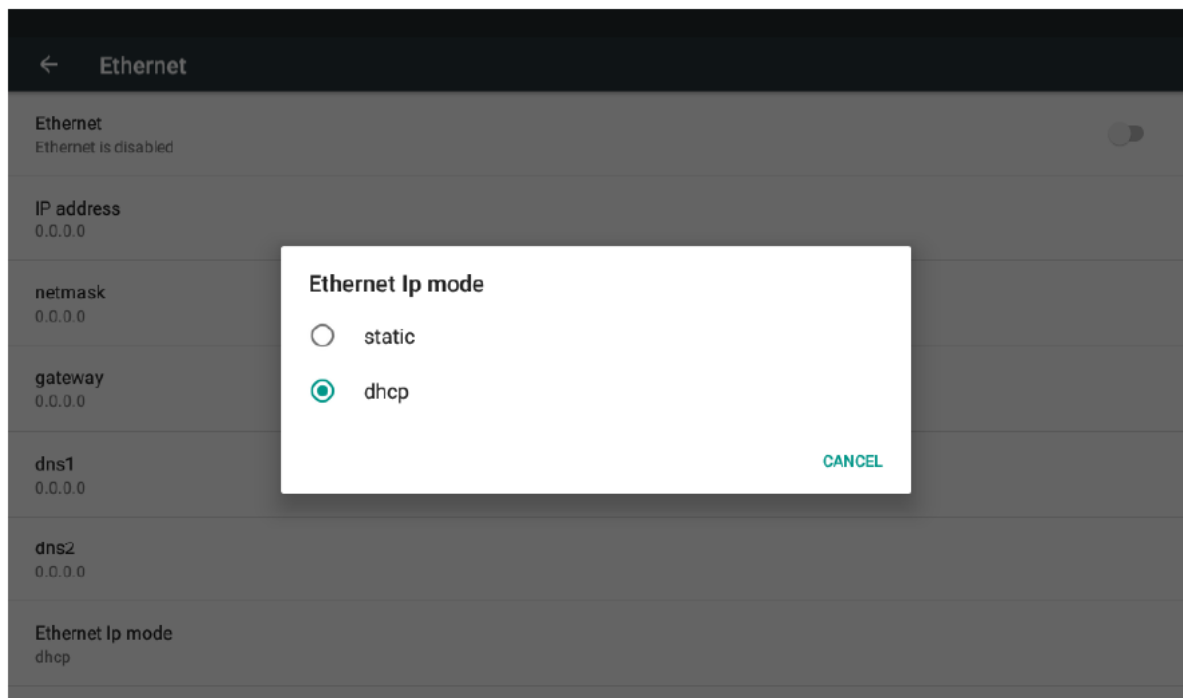 Ethernet
Ethernet
Ethernet is disabled
IP address
0.0.0.0
netmask
0.0.0.0
gateway
0.0.0.0
dns1
0.0.0.0
dns2
0.0.0.0
Ethernet Ip mode
dhcp
Ethernet Ip mode
static
dhcp
CANCEL